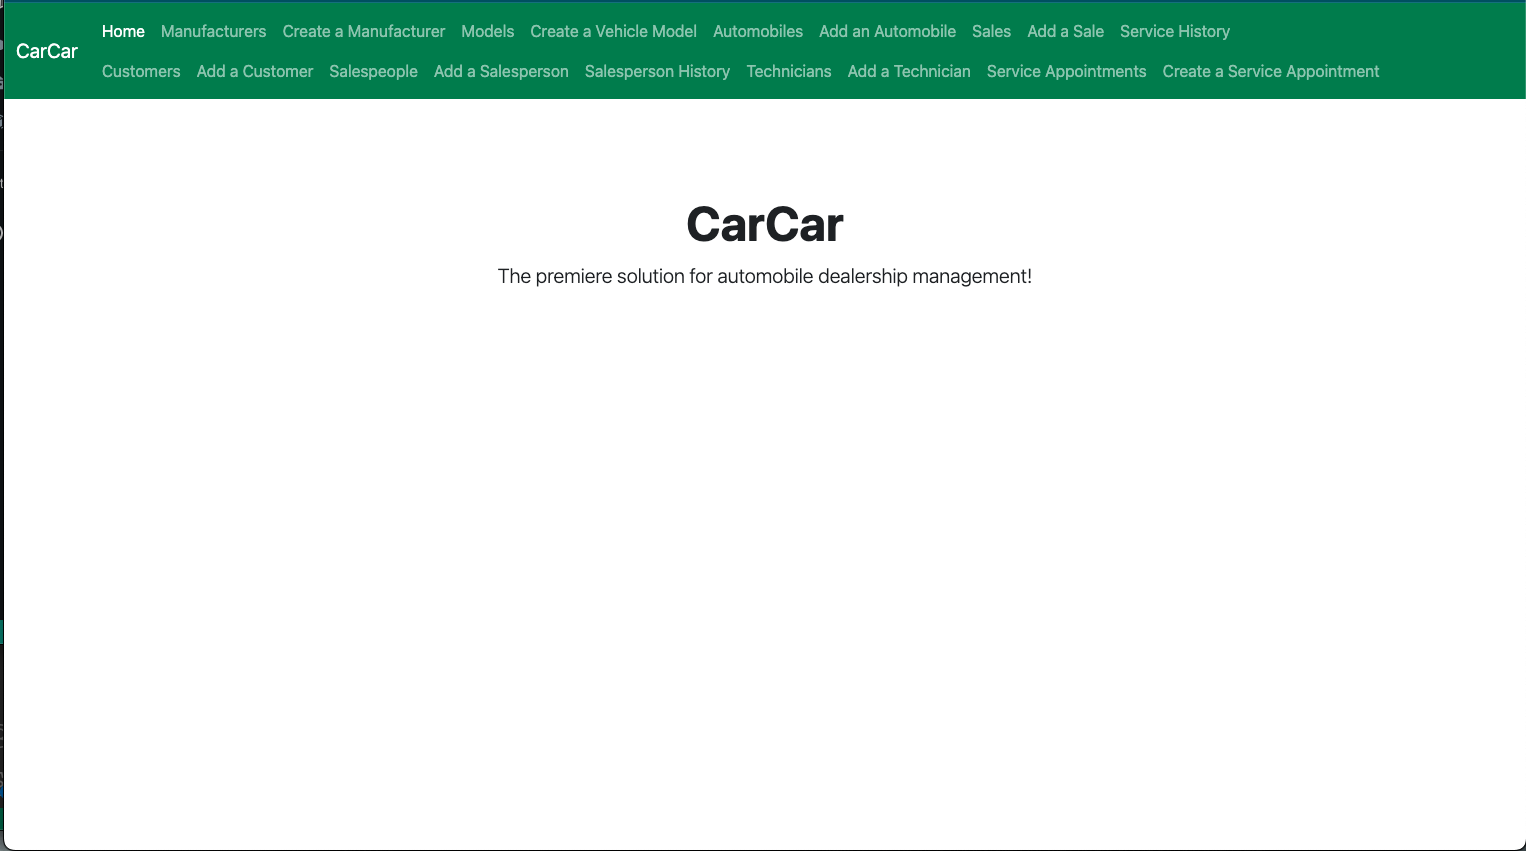 CarCar
Home Manufacturers Create a Manufacturer Models Create a Vehicle Model Automobiles Add an Automobile Sales Add a Sale Service History
Customers Add a Customer Salespeople Add a Salesperson Salesperson History Technicians Add a Technician Service Appointments Create a Service Appointment
CarCar
The premiere solution for automobile dealership management!